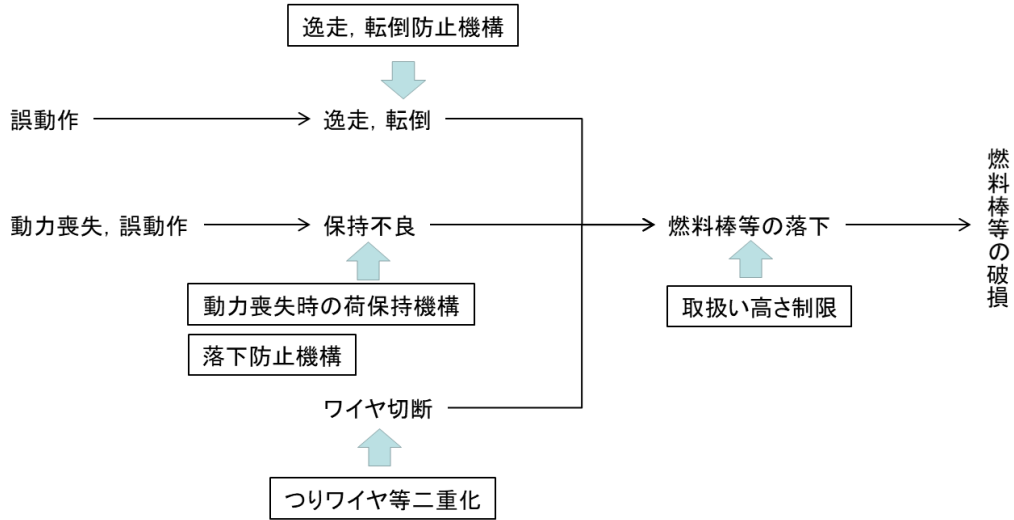 逸走，転倒防止機構
誤動作
逸走，転倒
動力喪失，誤動作
保持不良
燃料棒等の落下
燃料棒等の破損
動力喪失時の荷保持機構
取扱い高さ制限
落下防止機構
ワイヤ切断
つりワイヤ等二重化